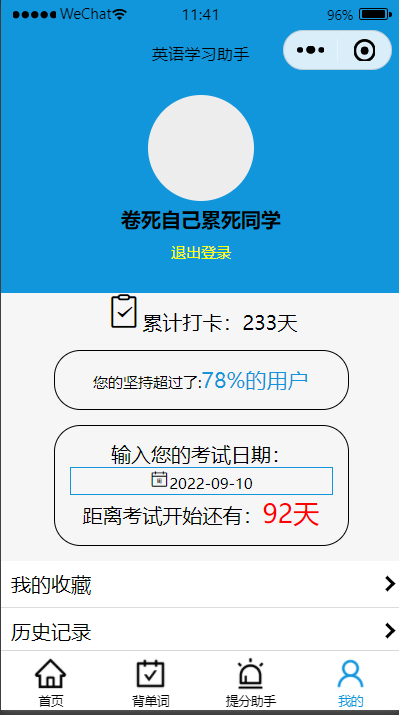 ●●●●● WeChat 11:41 96%
英语学习助手
卷死自己累死同学
退出登录
累计打卡：233天
您的坚持超过了:78%的用户
输入您的考试日期：
2022-09-10
距离考试开始还有：92天
我的收藏
历史记录
首页 背单词 提分助手 我的